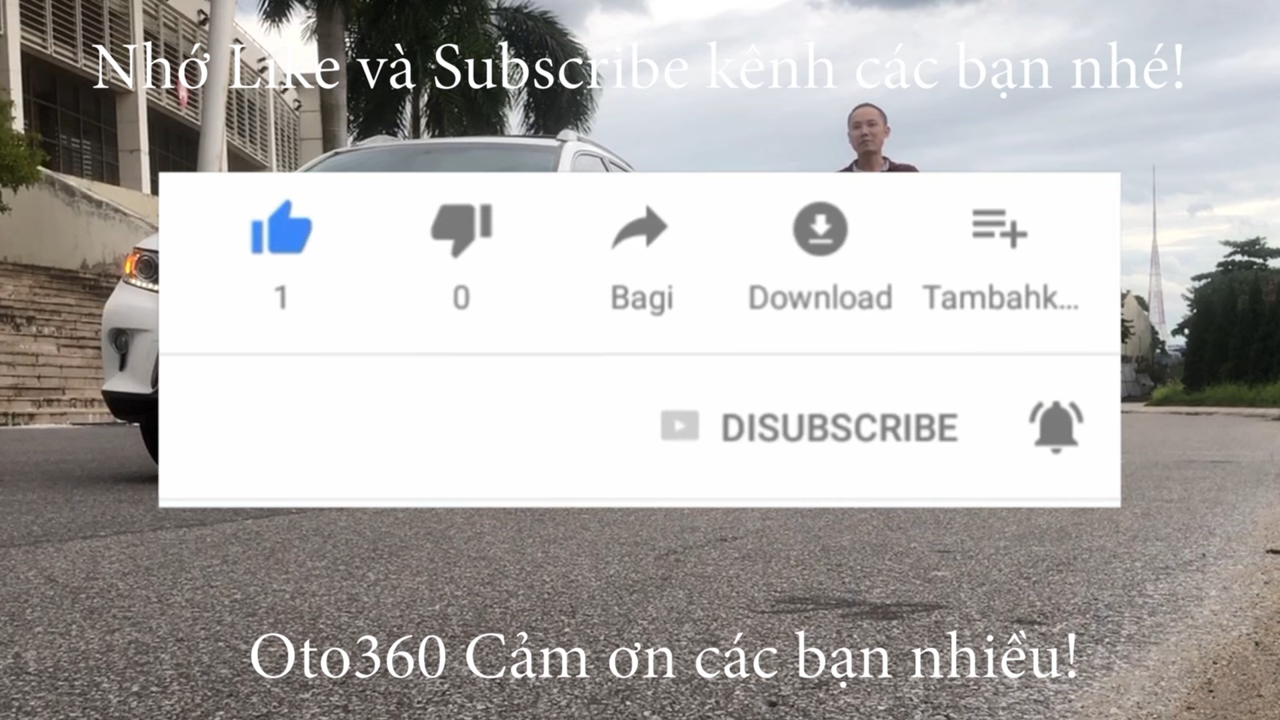 Nhớ Like và Subscribe kênh các bạn nhé!
1 0 Bagi Download Tambahk...
DISUBSCRIBE
Oto360 Cảm ơn các bạn nhiều!